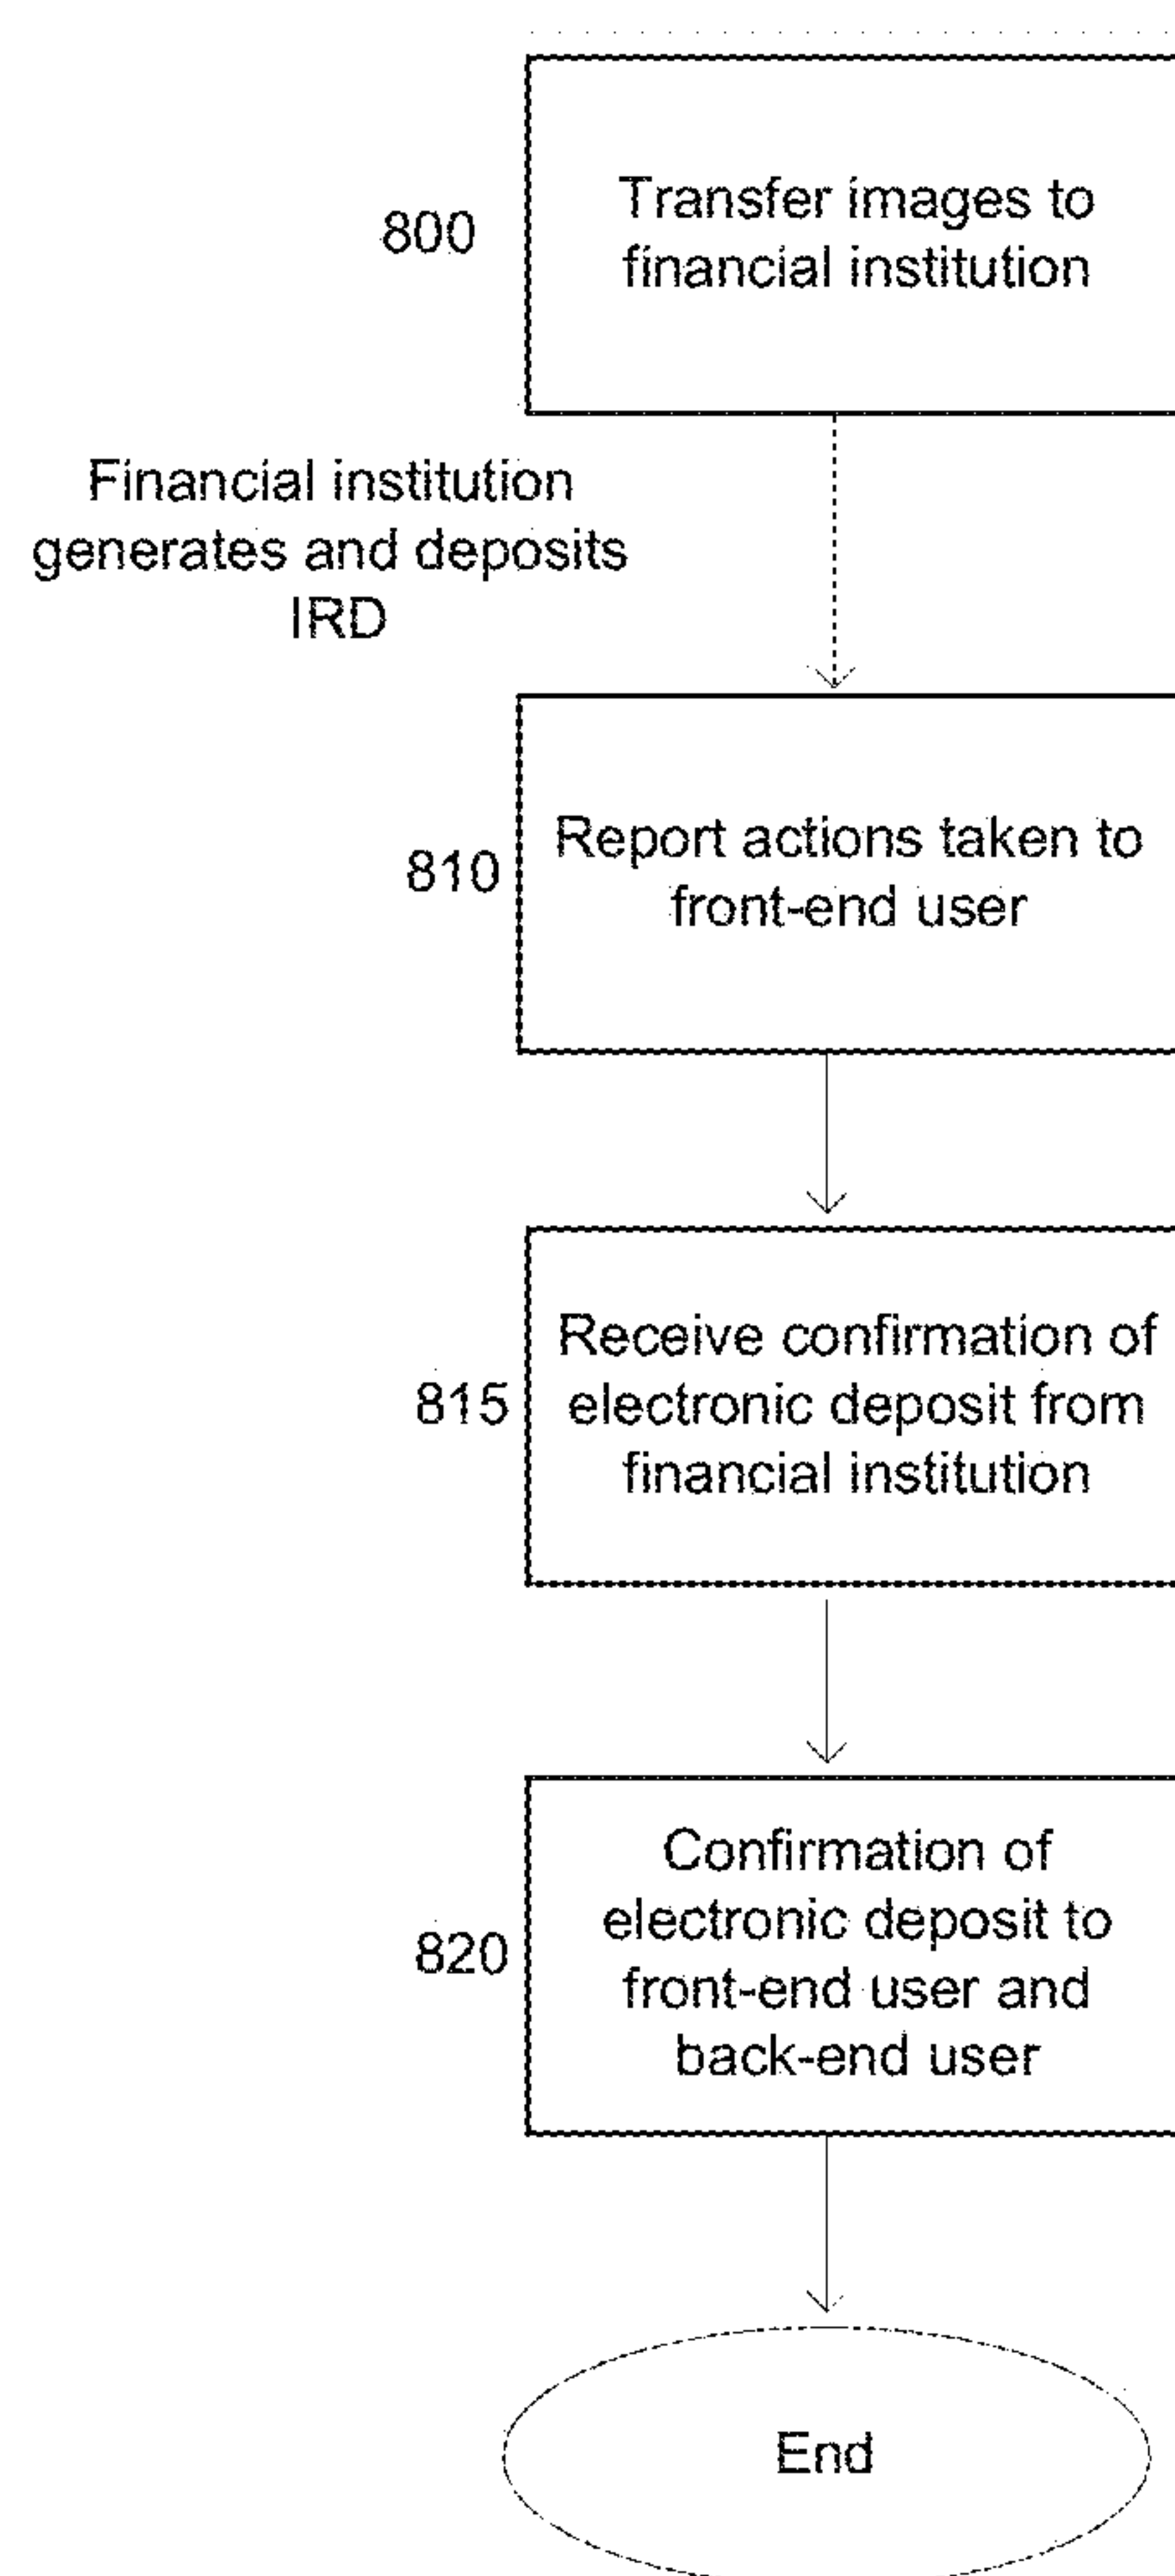 800
Transfer images to
financial institution
Financial institution
generates and deposits
IRD
810
Report actions taken to
front-end user
815
Receive confirmation of
electronic deposit from
financial institution
820
Confirmation of
electronic deposit to
front-end user and
back-end user
End